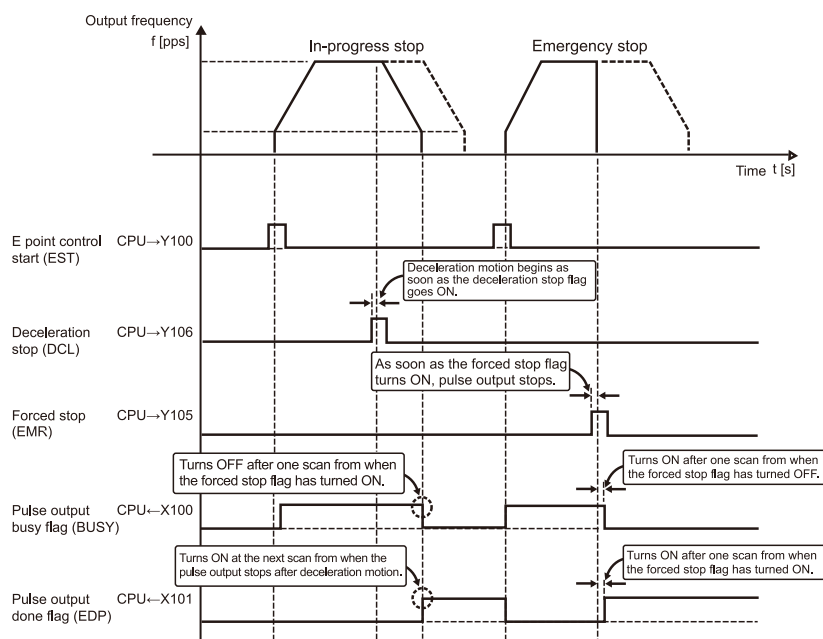 Output frequency
f [pps]
In-progress stop
Emergency stop
Time t [s]
E point control
start (EST)
CPU→Y100
Deceleration motion begins as
soon as the deceleration stop flag
goes ON.
Deceleration
stop (DCL)
CPU→Y106
As soon as the forced stop flag
turns ON, pulse output stops.
Forced stop
(EMR)
CPU→Y105
Turns OFF after one scan from when
the forced stop flag has turned ON.
Turns ON after one scan from when
the forced stop flag has turned OFF.
Pulse output
busy flag (BUSY)
CPU←X100
Turns ON at the next scan from when the
pulse output stops after deceleration motion.
Turns ON after one scan from when
the forced stop flag has turned ON.
Pulse output
done flag (EDP)
CPU←X101